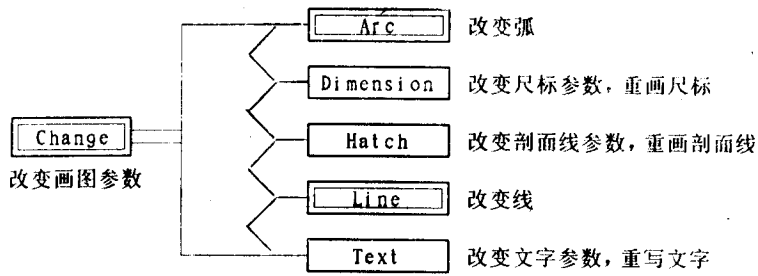 Arc 改变弧
Dimension 改变尺标参数，重画尺标
Change
Hatch 改变剖面线参数，重画剖面线
改变画图参数
Line 改变线
Text 改变文字参数，重写文字